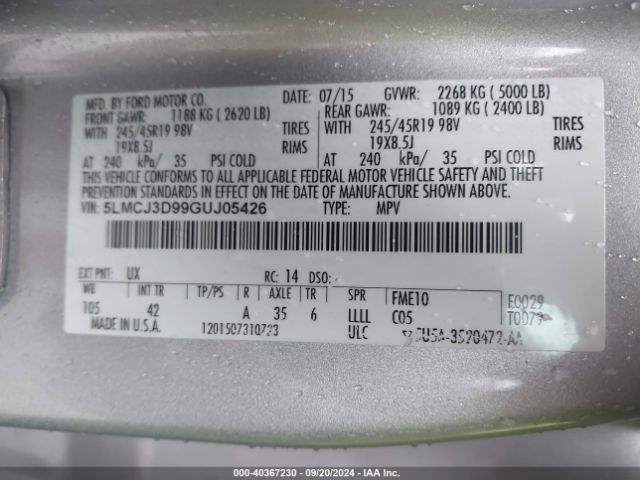 MFD. BY FORD MOTOR CO.
DATE: 07/15 GVWR: 2268 KG (5000 LB)
FRONT GAWR: 1188 KG (2620 LB) REAR GAWR: 1089 KG (2400 LB)
WITH 245/45R19 98V TIRES WITH 245/45R19 98V TIRES
19X8.5J RIMS 19X8.5J RIMS
AT 240 kPa/ 35 PSI COLD AT 240 kPa/ 35 PSI COLD
THIS VEHICLE CONFORMS TO ALL APPLICABLE FEDERAL MOTOR VEHICLE SAFETY AND THEFT
PREVENTION STANDARDS IN EFFECT ON THE DATE OF MANUFACTURE SHOWN ABOVE.
VIN: 5LMCJ3D99GUJ05426 TYPE: MPV
EXT PNT: UX RC: 14 DSO:
WB INT TR TP/PS R AXLE TR SPR FME10 E0029
105 42 A 35 6 LLLL C05 T0079
MADE IN U.S.A. 1201507310723 ULC 3520472-AA
000-40367230 - 09/20/2024 - IAA Inc.